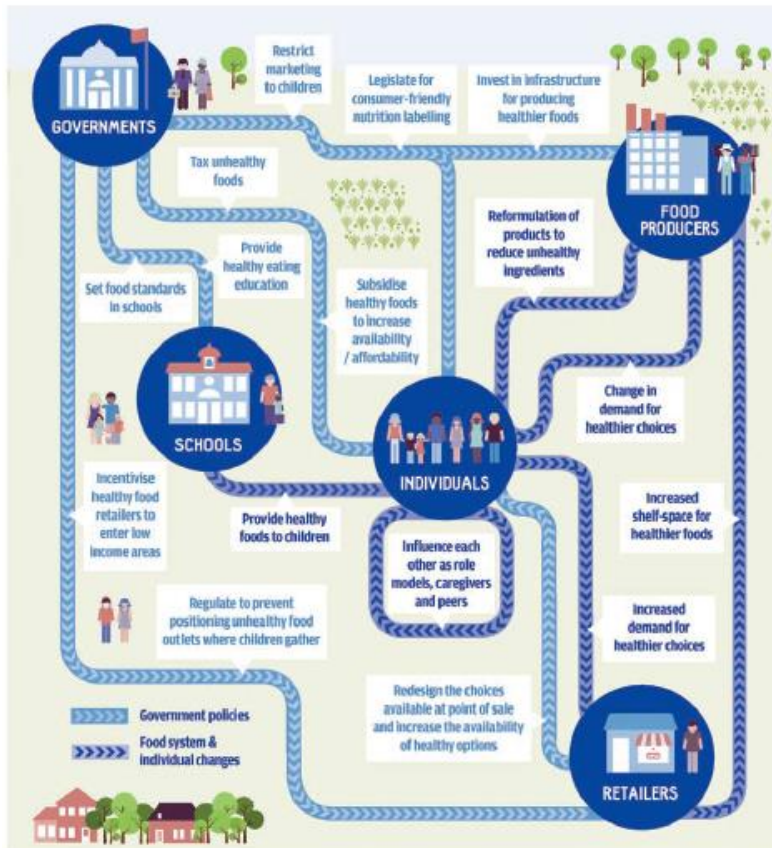 Restrict
marketing
to children
Legislate for
consumer-friendly
nutrition labelling
Invest in infrastructure
for producing
healthier foods
GOVERNMENTS
Tax unhealthy
foods
FOOD
PRODUCERS
Reformulation of
products to
reduce unhealthy
ingredients
Provide
healthy eating
education
Set food standards
in schools
Subsidise
healthy foods
to increase
availability
/ affordability
Change in
demand for
healthier choices
SCHOOLS
INDIVIDUALS
Incentivise
healthy food
retailers to
enter low
income areas
Provide healthy
foods to children
Increased
shelf-space for
healthier foods
Influence each
other as role
models, caregivers
and peers
Regulate to prevent
positioning unhealthy food
outlets where children gather
Increased
demand for
healthier choices
Redesign the choices
available at point of sale
and increase the availability
of healthy options
Government policies
Food system &
individual changes
RETAILERS